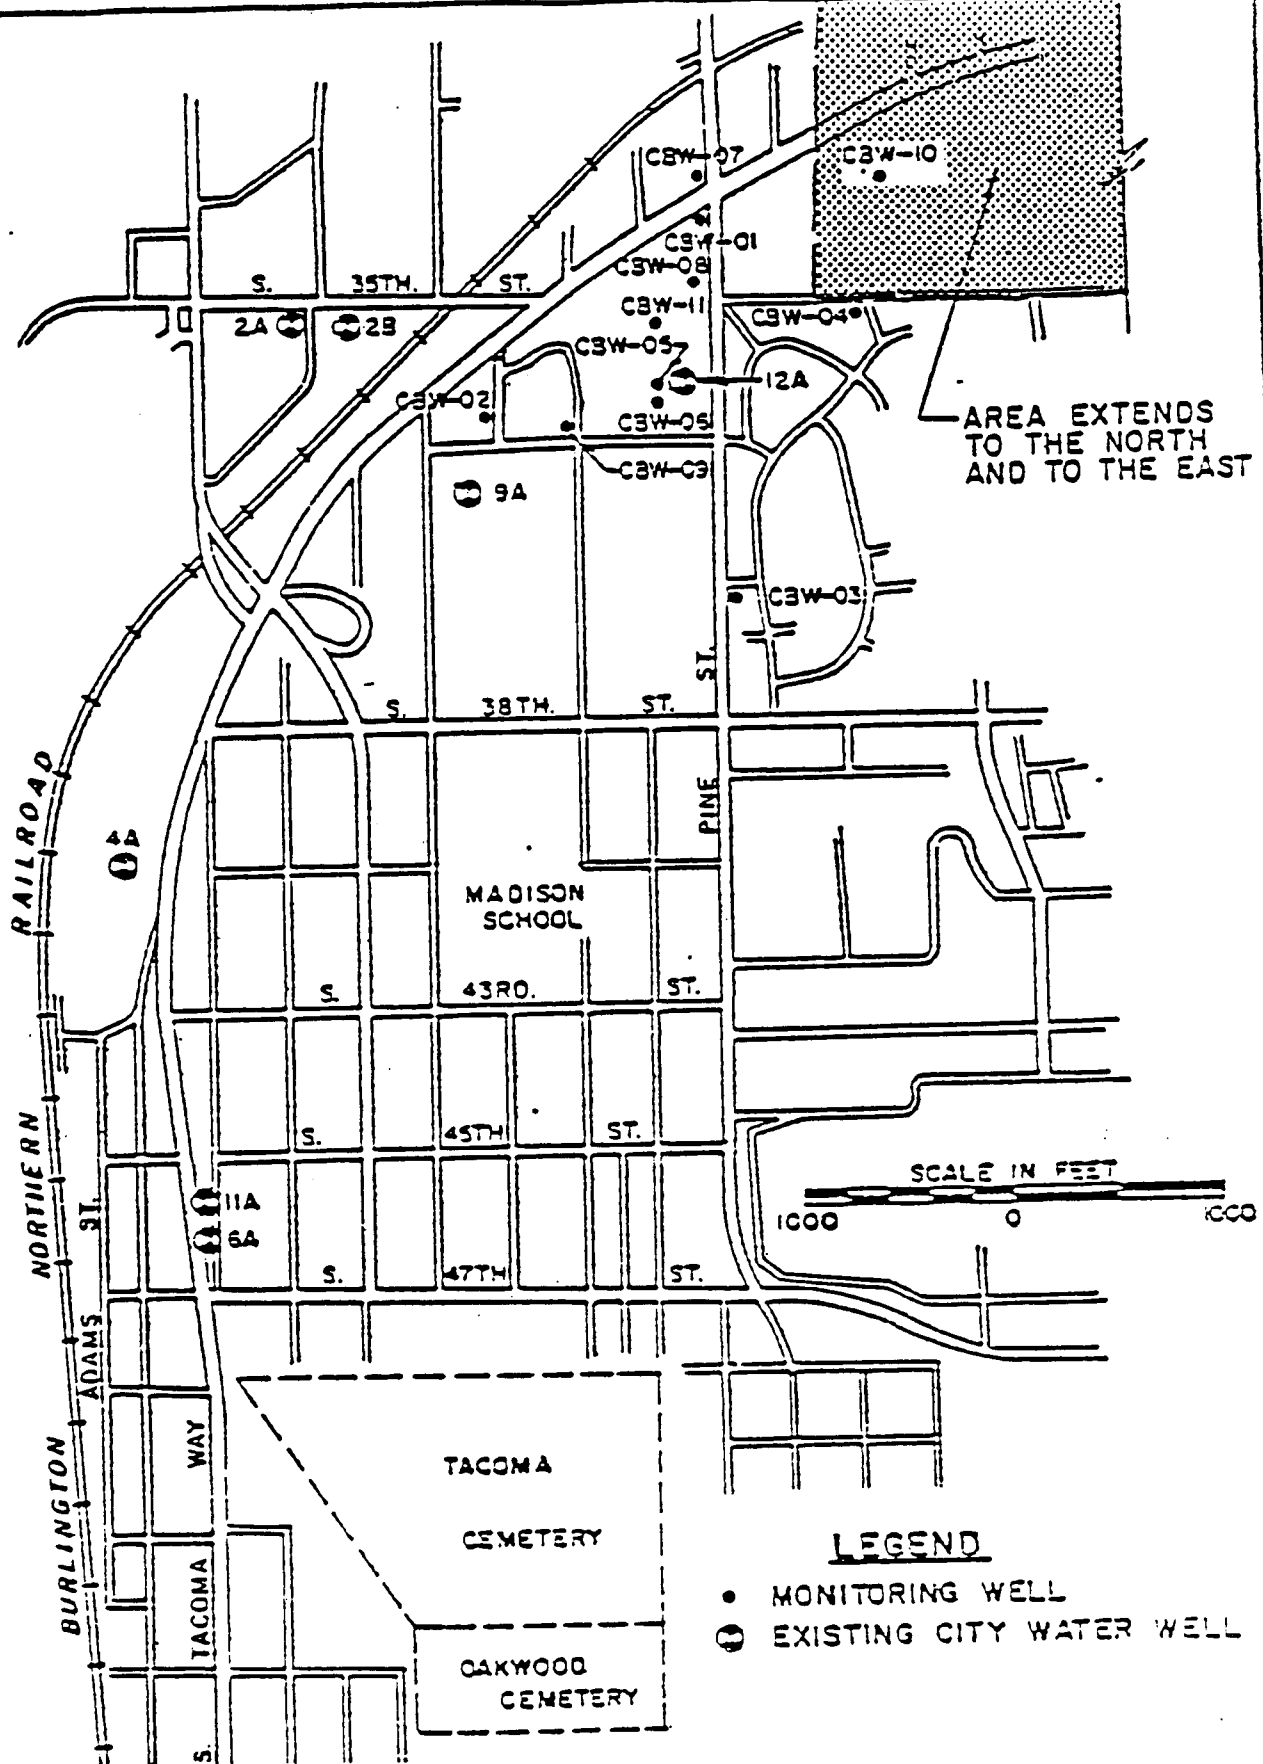 CBW-07
CBW-10
CBW-01
CBW-08
S. 35TH. ST.
CBW-11
CBW-04
2A
2B
CBW-05
12A
CBW-02
CBW-06
AREA EXTENDS
TO THE NORTH
AND TO THE EAST
CBW-09
9A
CBW-03
S. 38TH. ST.
PINE ST.
4A
MADISON
SCHOOL
S. 43RD. ST.
S. 45TH ST.
SCALE IN FEET
1000 0 1000
11A
6A
S. 47TH ST.
ADAMS ST.
BURLINGTON NORTHERN RAILROAD
S. TACOMA WAY
TACOMA
CEMETERY
OAKWOOD
CEMETERY
LEGEND
MONITORING WELL
EXISTING CITY WATER WELL